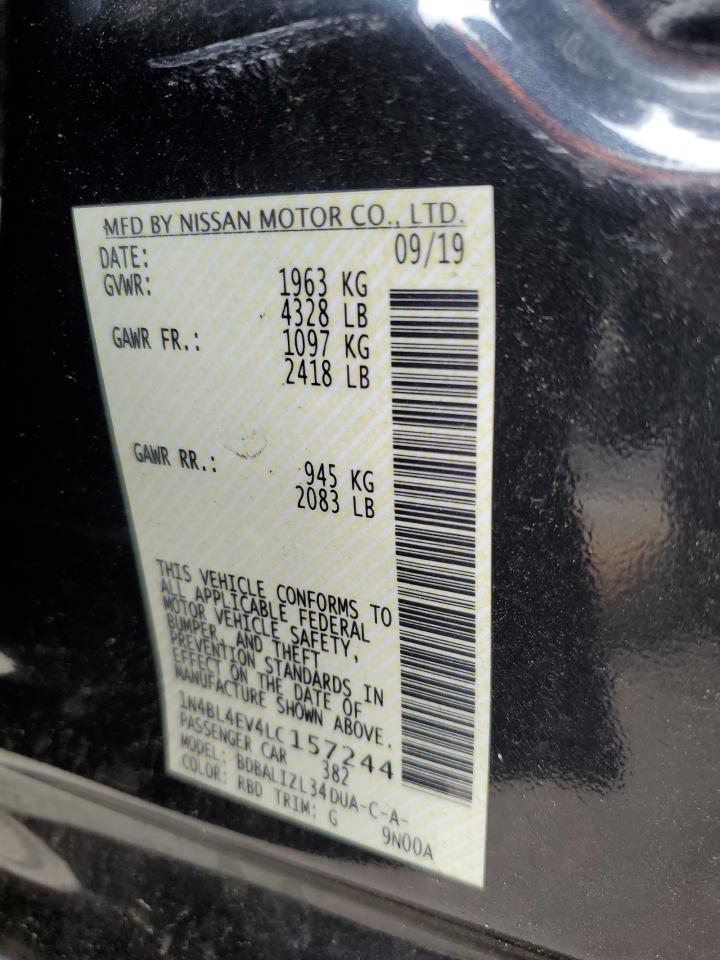 MFD BY NISSAN MOTOR CO., LTD.
DATE: 09/19
GVWR: 1963 KG
4328 LB
GAWR FR.: 1097 KG
2418 LB
GAWR RR.: 945 KG
2083 LB
THIS VEHICLE CONFORMS TO
ALL APPLICABLE FEDERAL
MOTOR VEHICLE SAFETY,
BUMPER, AND THEFT
PREVENTION STANDARDS IN
EFFECT ON THE DATE OF
MANUFACTURE SHOWN ABOVE.
1N4BL4EV4LC157244
PASSENGER CAR 382
MODEL: BDBALIZL34DUA-C-A-
COLOR: RBD TRIM: G 9N00A